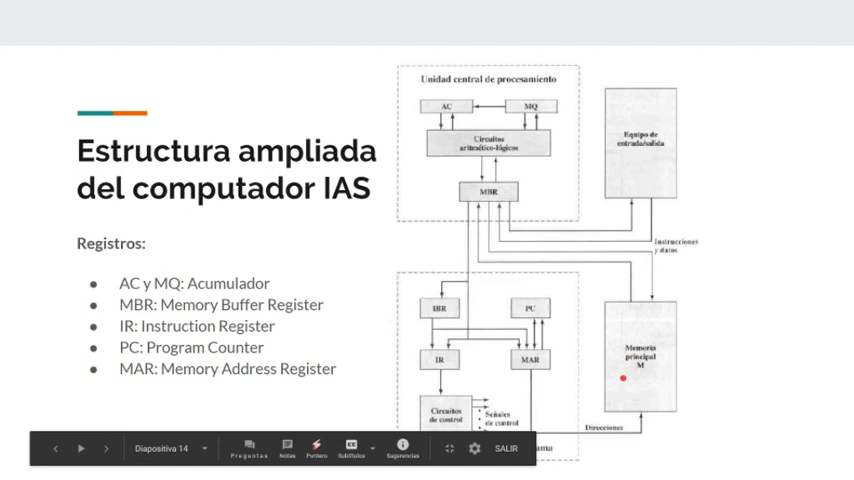 Estructura ampliada
del computador IAS
Registros:
● AC y MQ: Acumulador
● MBR: Memory Buffer Register
● IR: Instruction Register
● PC: Program Counter
● MAR: Memory Address Register
Unidad central de procesamiento
AC
MQ
Circuitos
aritmético-lógicos
MBR
Equipo de
entrada/salida
Instrucciones
y datos
IBR
PC
IR
MAR
Memoria
principal
M
Circuitos
de control
Señales
de control
Direcciones
ama
Diapositiva 14
Preguntas
Notas
Puntero
Subtítulos
Sugerencias
SALIR